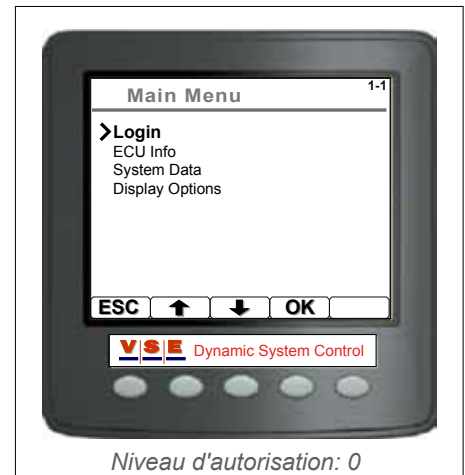 Main Menu 1-1
Login
ECU Info
System Data
Display Options
ESC OK
VSE Dynamic System Control
Niveau d'autorisation: 0